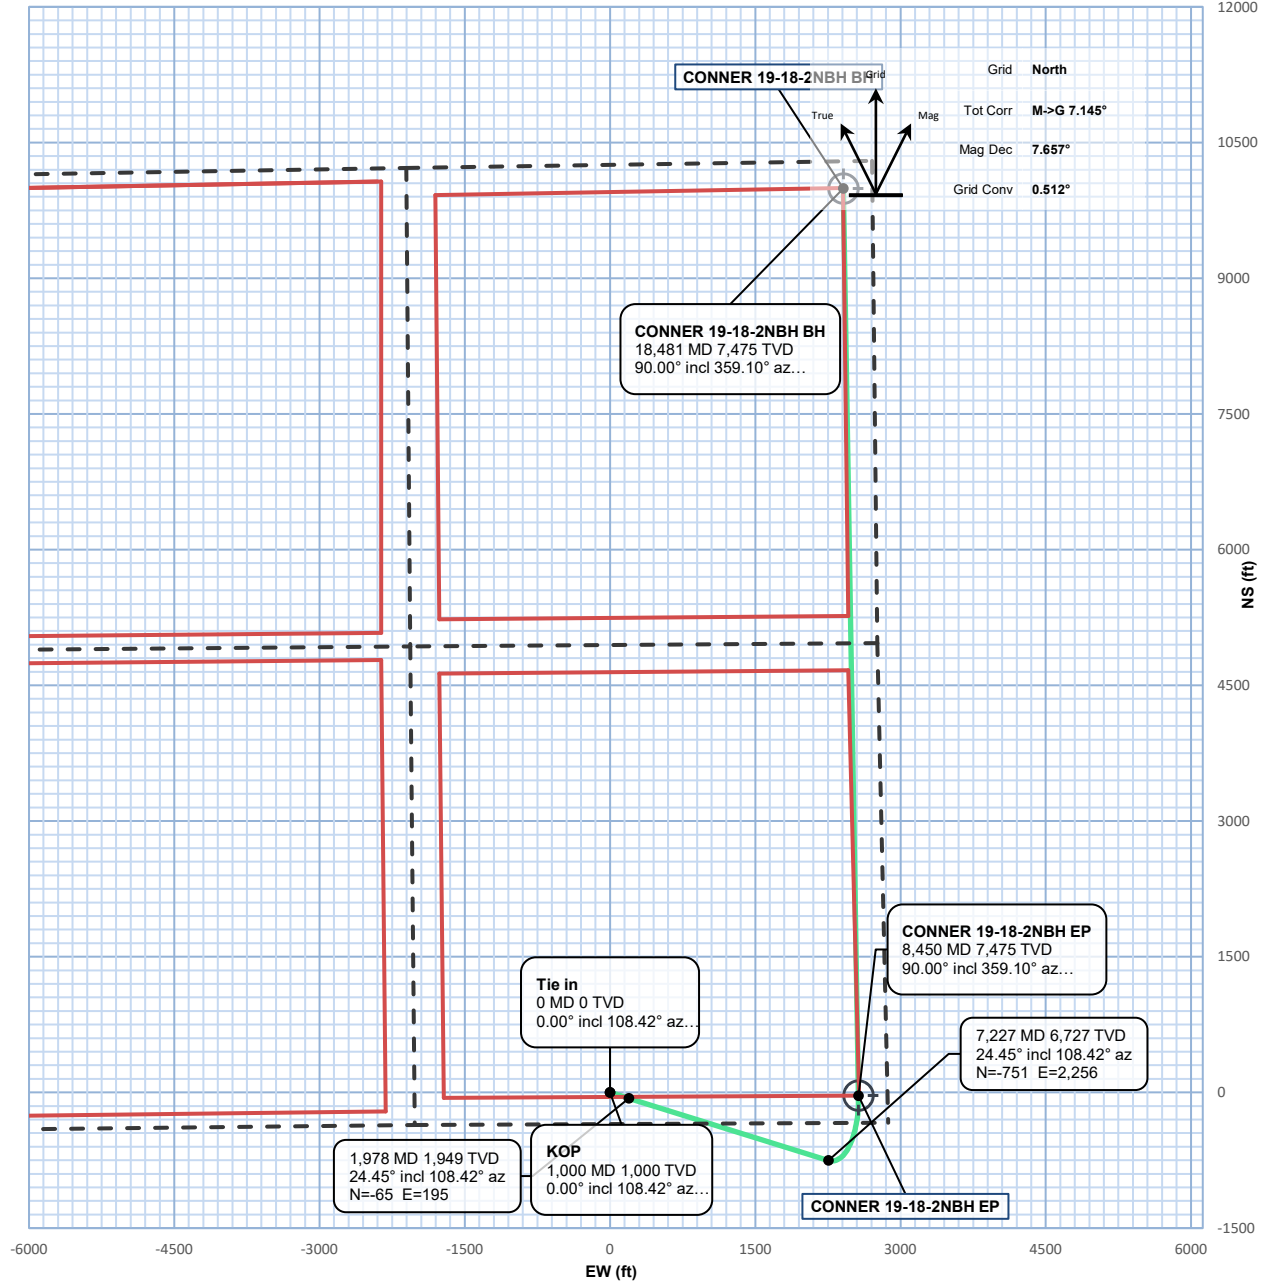 12000
CONNER 19-18-2NBH BH
Grid
Grid North
True
Mag
Tot Corr M->G 7.145°
10500
Mag Dec 7.657°
Grid Conv 0.512°
9000
CONNER 19-18-2NBH BH
18,481 MD 7,475 TVD
90.00° incl 359.10° az…
7500
6000
NS (ft)
4500
3000
CONNER 19-18-2NBH EP
8,450 MD 7,475 TVD
90.00° incl 359.10° az…
1500
Tie in
0 MD 0 TVD
0.00° incl 108.42° az…
7,227 MD 6,727 TVD
24.45° incl 108.42° az
N=-751 E=2,256
0
1,978 MD 1,949 TVD
24.45° incl 108.42° az
N=-65 E=195
KOP
1,000 MD 1,000 TVD
0.00° incl 108.42° az…
CONNER 19-18-2NBH EP
-1500
-6000 -4500 -3000 -1500 0 1500 3000 4500 6000
EW (ft)